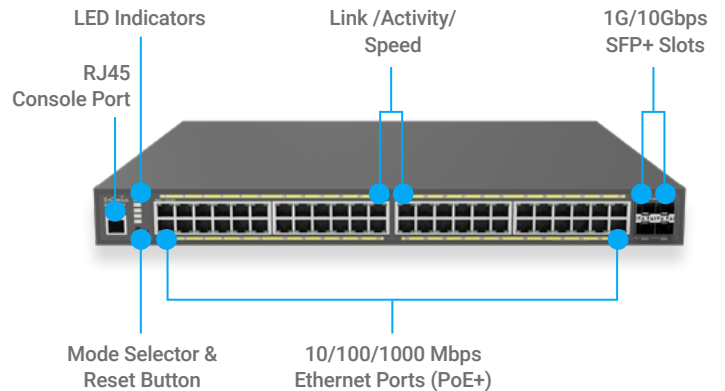 LED Indicators
Link /Activity/
Speed
1G/10Gbps
SFP+ Slots
RJ45
Console Port
Mode Selector &
Reset Button
10/100/1000 Mbps
Ethernet Ports (PoE+)